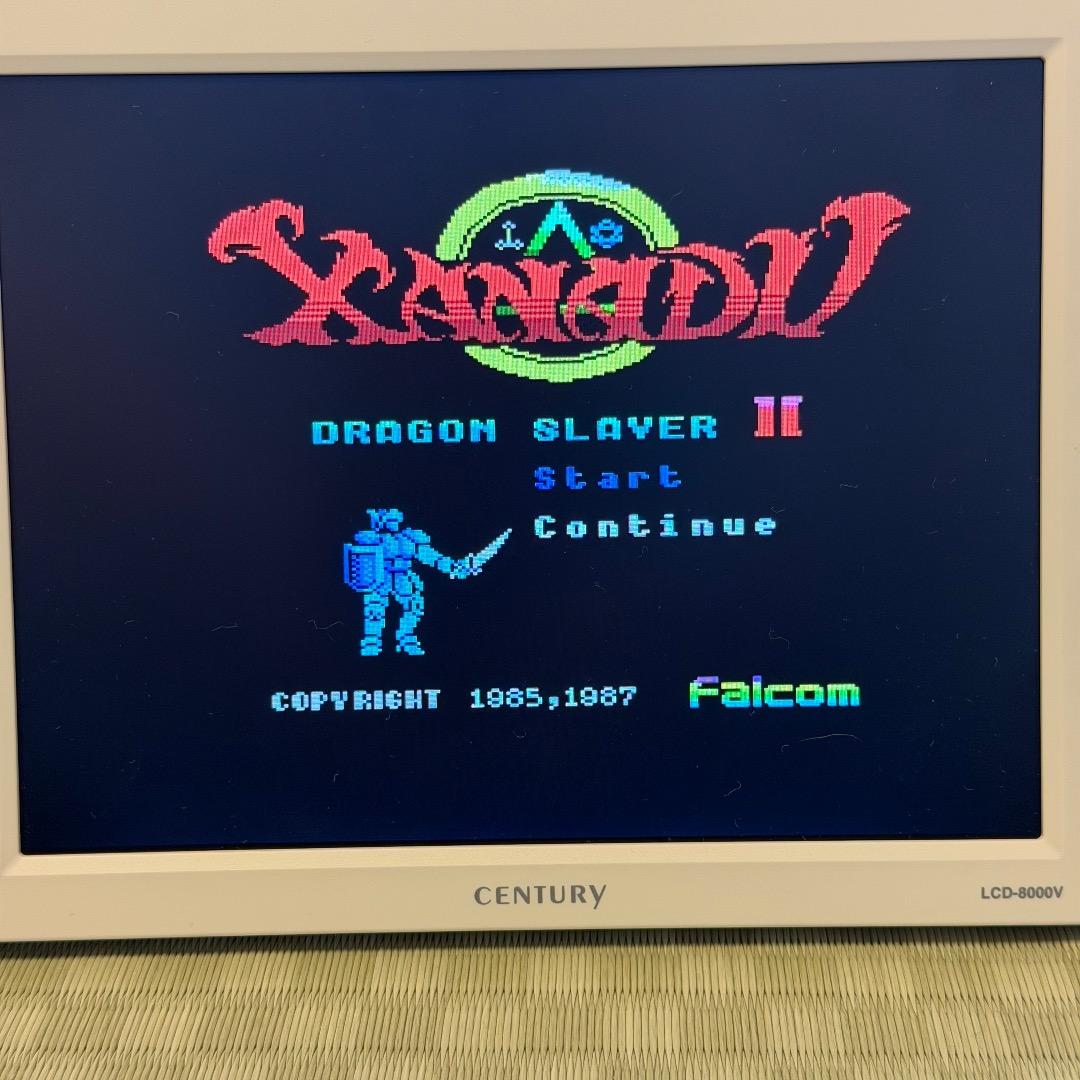 XANADU
DRAGON SLAYER II
Start
Continue
COPYRIGHT 1985,1987 Falcom
CENTURY
LCD-8000V